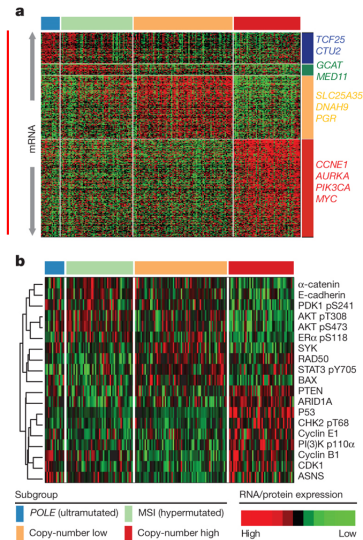 a
TCF25
CTU2
GCAT
MED11
SLC25A35
DNAH9
PGR
mRNA
CCNE1
AURKA
PIK3CA
MYC
b
α-catenin
E-cadherin
PDK1 pS241
AKT pT308
AKT pS473
ERα pS118
SYK
RAD50
STAT3 pY705
BAX
PTEN
ARID1A
P53
CHK2 pT68
Cyclin E1
PI(3)K p110α
Cyclin B1
CDK1
ASNS
Subgroup
RNA/protein expression
POLE (ultramutated)
MSI (hypermutated)
Copy-number low
Copy-number high
High
Low